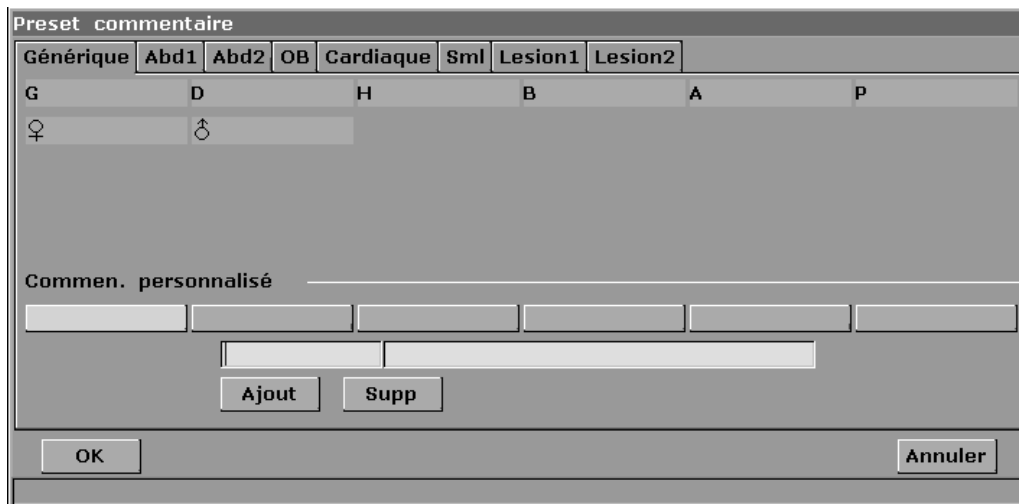 Preset commentaire
Générique Abd1 Abd2 OB Cardiaque Sml Lesion1 Lesion2
G D H B A P
♀ ♂
Commen. personnalisé
Ajout Supp
OK Annuler